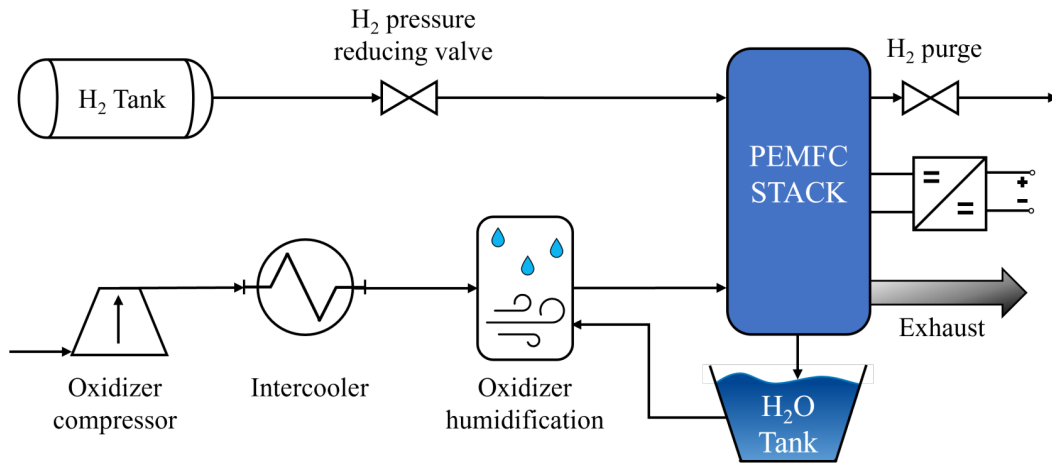 H₂ pressure
reducing valve
H₂ purge
H₂ Tank
PEMFC
STACK
=
=
+
-
Exhaust
Oxidizer
compressor
Intercooler
Oxidizer
humidification
H₂O
Tank